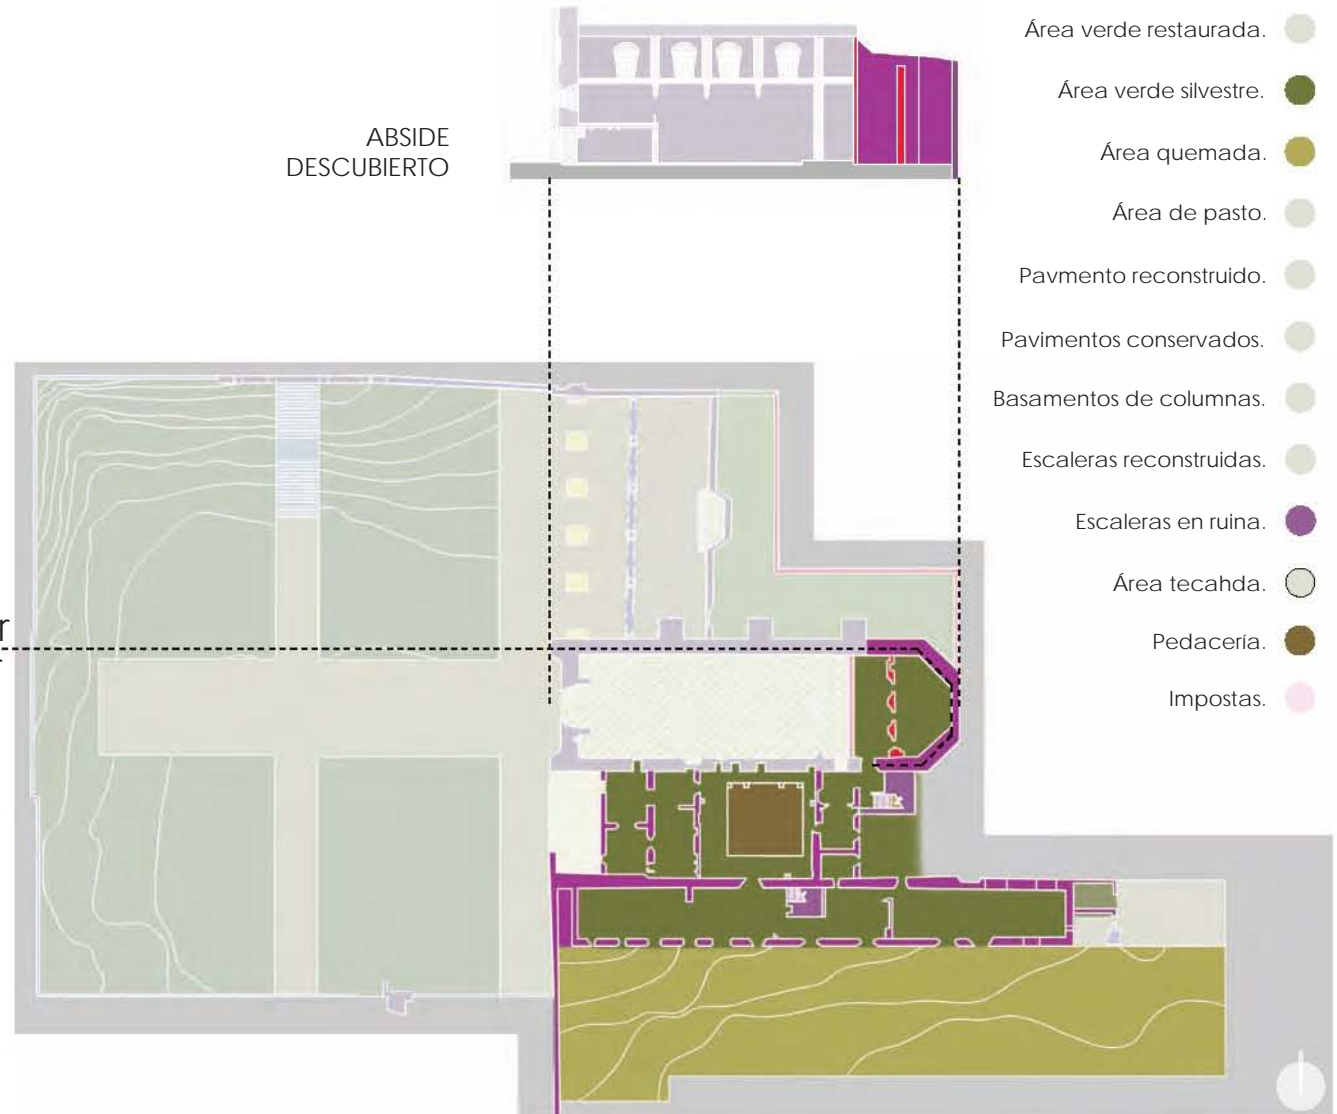 ABSIDE
DESCUBIERTO
Área verde restaurada.
Área verde silvestre.
Área quemada.
Área de pasto.
Pavmento reconstruido.
Pavimentos conservados.
Basamentos de columnas.
Escaleras reconstruidas.
Escaleras en ruina.
Área tecahda.
Pedacería.
Impostas.
r